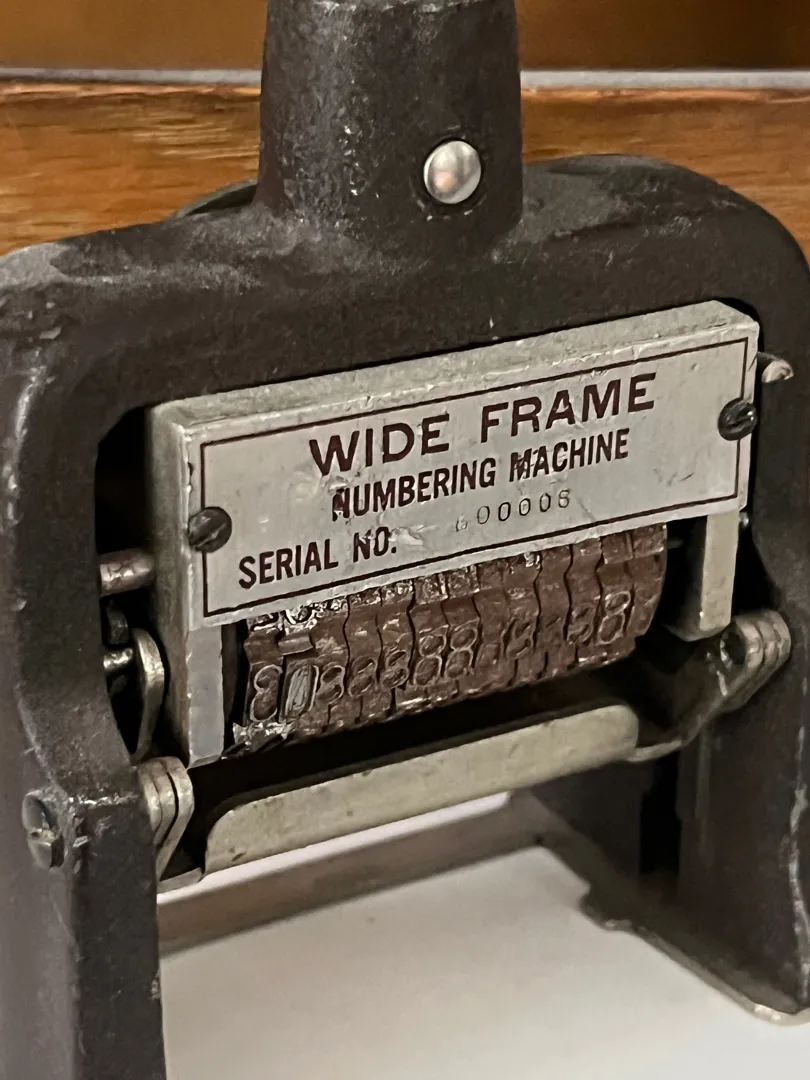 WIDE FRAME
NUMBERING MACHINE
SERIAL NO.